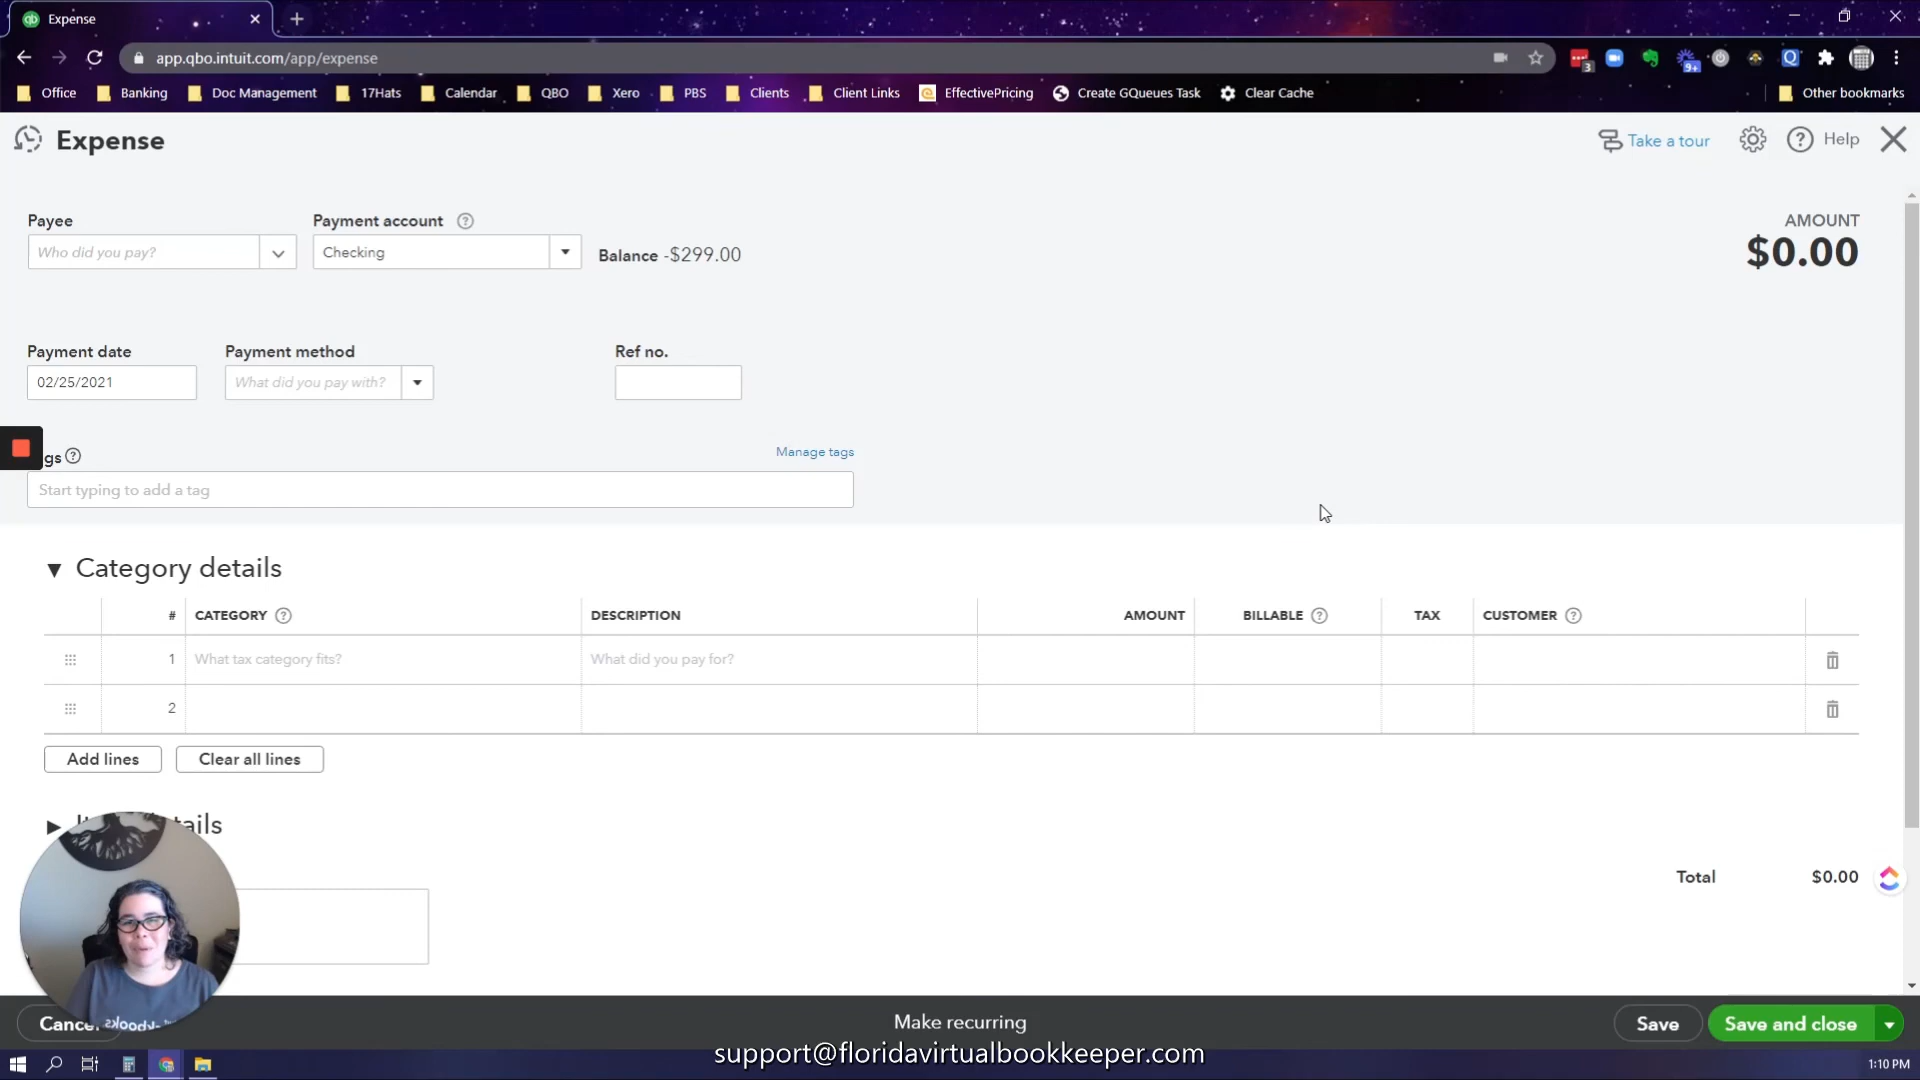 Expense
app.qbo.intuit.com/app/expense
3
9+
Office Banking Doc Management 17Hats Calendar QBO Xero PBS Clients Client Links EffectivePricing Create GQueues Task Clear Cache Other bookmarks
Expense
Take a tour
Help
Payee
Payment account
AMOUNT
Who did you pay?
Checking
Balance -$299.00
$0.00
Payment date
Payment method
Ref no.
02/25/2021
What did you pay with?
gs
Manage tags
Start typing to add a tag
Category details
# CATEGORY DESCRIPTION AMOUNT BILLABLE TAX CUSTOMER
1 What tax category fits? What did you pay for?
2
Add lines Clear all lines
tails
Total $0.00
Cance
Make recurring
Save
Save and close
support@floridavirtualbookkeeper.com
1:10 PM